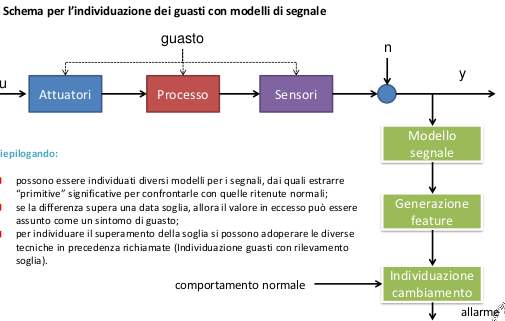 Schema per l'individuazione dei guasti con modelli di segnale
guasto
n
u
y
Attuatori
Processo
Sensori
Modello
segnale
Generazione
feature
Individuazione
cambiamento
comportamento normale
allarme
iepilogando:
possono essere individuati diversi modelli per i segnali, dai quali estrarre
"primitive" significative per confrontarle con quelle ritenute normali;
se la differenza supera una data soglia, allora il valore in eccesso può essere
assunto come un sintomo di guasto;
per individuare il superamento della soglia si possono adoperare le diverse
tecniche in precedenza richiamate (Individuazione guasti con rilevamento
soglia).